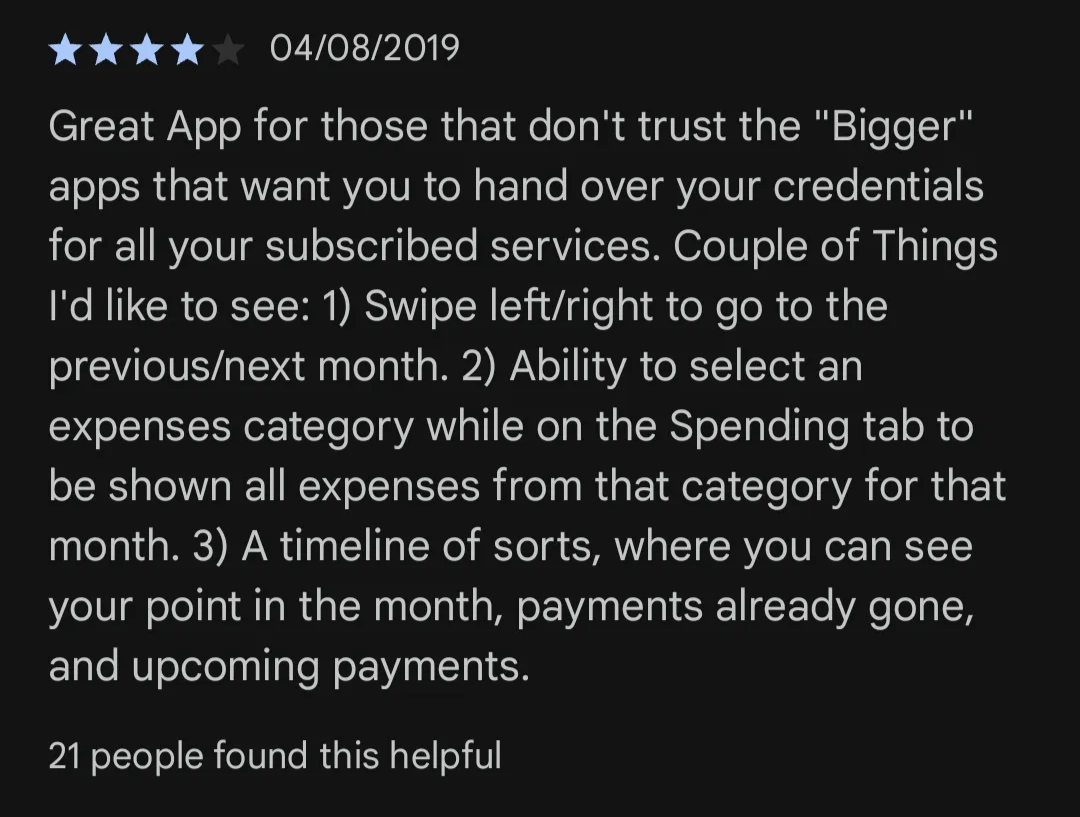 04/08/2019
Great App for those that don't trust the "Bigger"
apps that want you to hand over your credentials
for all your subscribed services. Couple of Things
I'd like to see: 1) Swipe left/right to go to the
previous/next month. 2) Ability to select an
expenses category while on the Spending tab to
be shown all expenses from that category for that
month. 3) A timeline of sorts, where you can see
your point in the month, payments already gone,
and upcoming payments.
21 people found this helpful